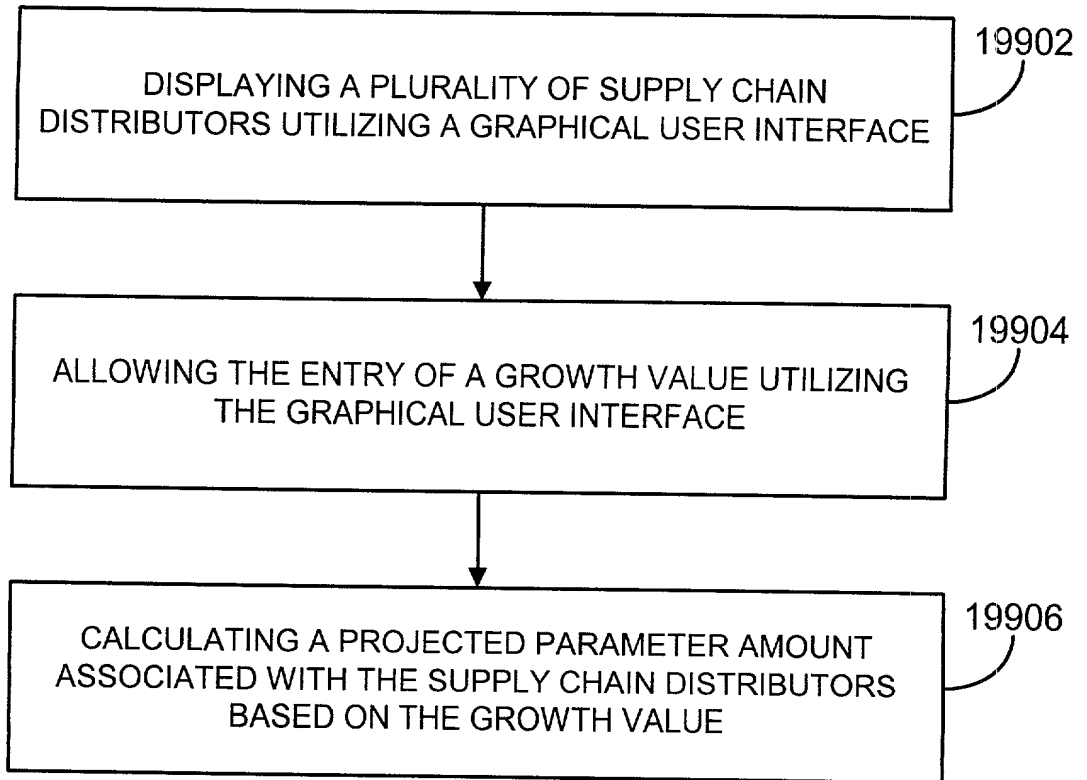 19902
DISPLAYING A PLURALITY OF SUPPLY CHAIN
DISTRIBUTORS UTILIZING A GRAPHICAL USER INTERFACE
19904
ALLOWING THE ENTRY OF A GROWTH VALUE UTILIZING
THE GRAPHICAL USER INTERFACE
19906
CALCULATING A PROJECTED PARAMETER AMOUNT
ASSOCIATED WITH THE SUPPLY CHAIN DISTRIBUTORS
BASED ON THE GROWTH VALUE